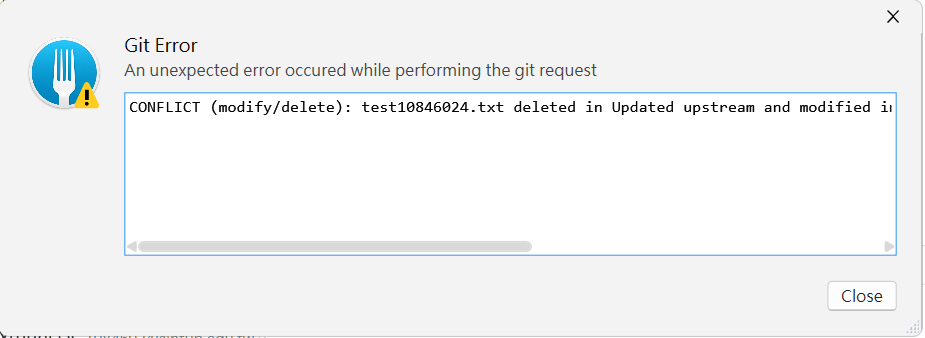 Git Error
An unexpected error occured while performing the git request
CONFLICT (modify/delete): test10846024.txt deleted in Updated upstream and modified in
Close